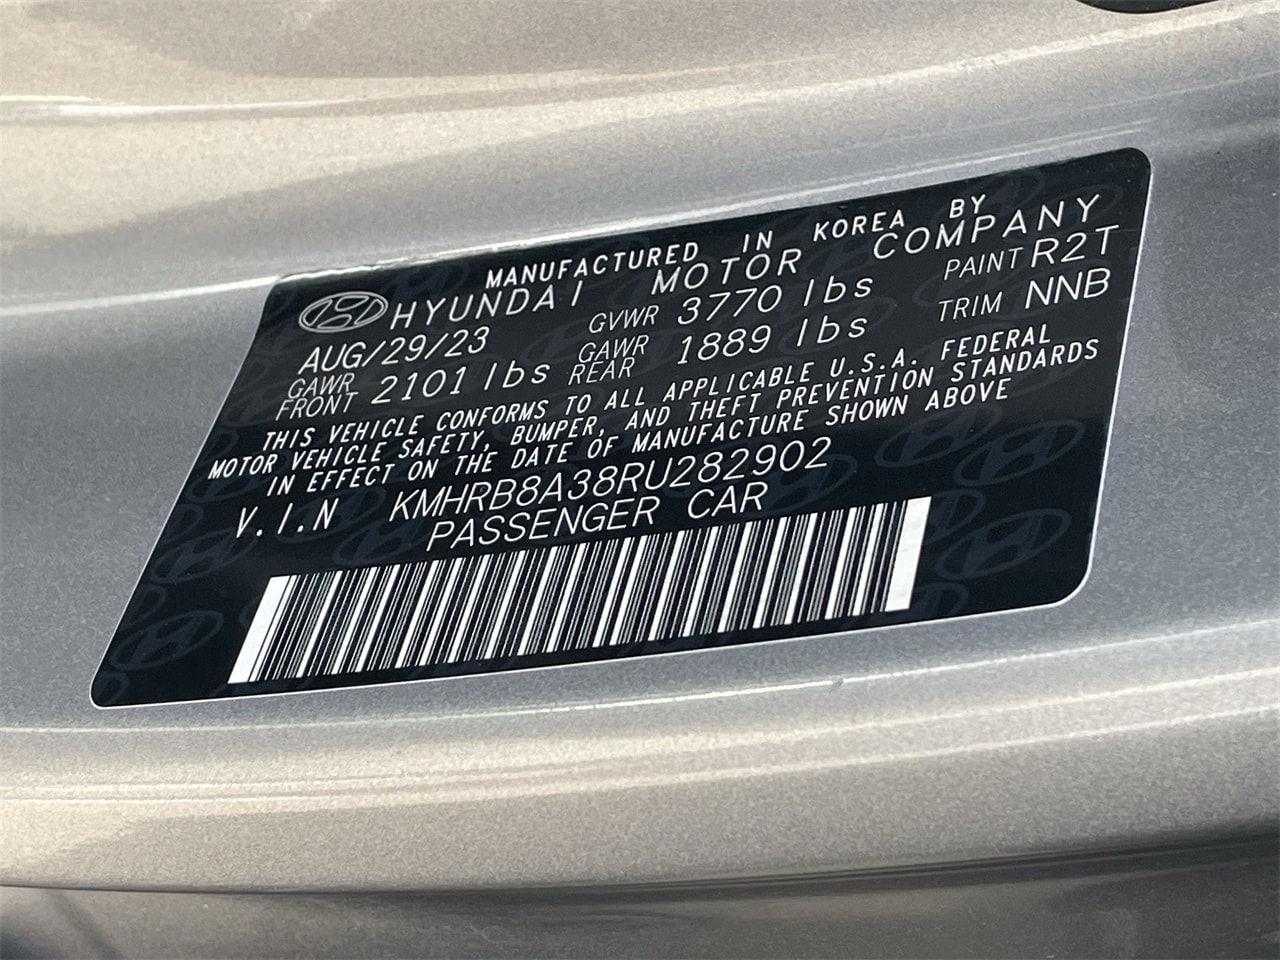 MANUFACTURED IN KOREA BY
HYUNDAI MOTOR COMPANY
AUG/29/23 GVWR 3770 lbs PAINT R2T
GAWR FRONT 2101 lbs GAWR REAR 1889 lbs TRIM NNB
THIS VEHICLE CONFORMS TO ALL APPLICABLE U.S.A. FEDERAL
MOTOR VEHICLE SAFETY, BUMPER, AND THEFT PREVENTION STANDARDS
IN EFFECT ON THE DATE OF MANUFACTURE SHOWN ABOVE
V.I.N KMHRB8A38RU282902
PASSENGER CAR